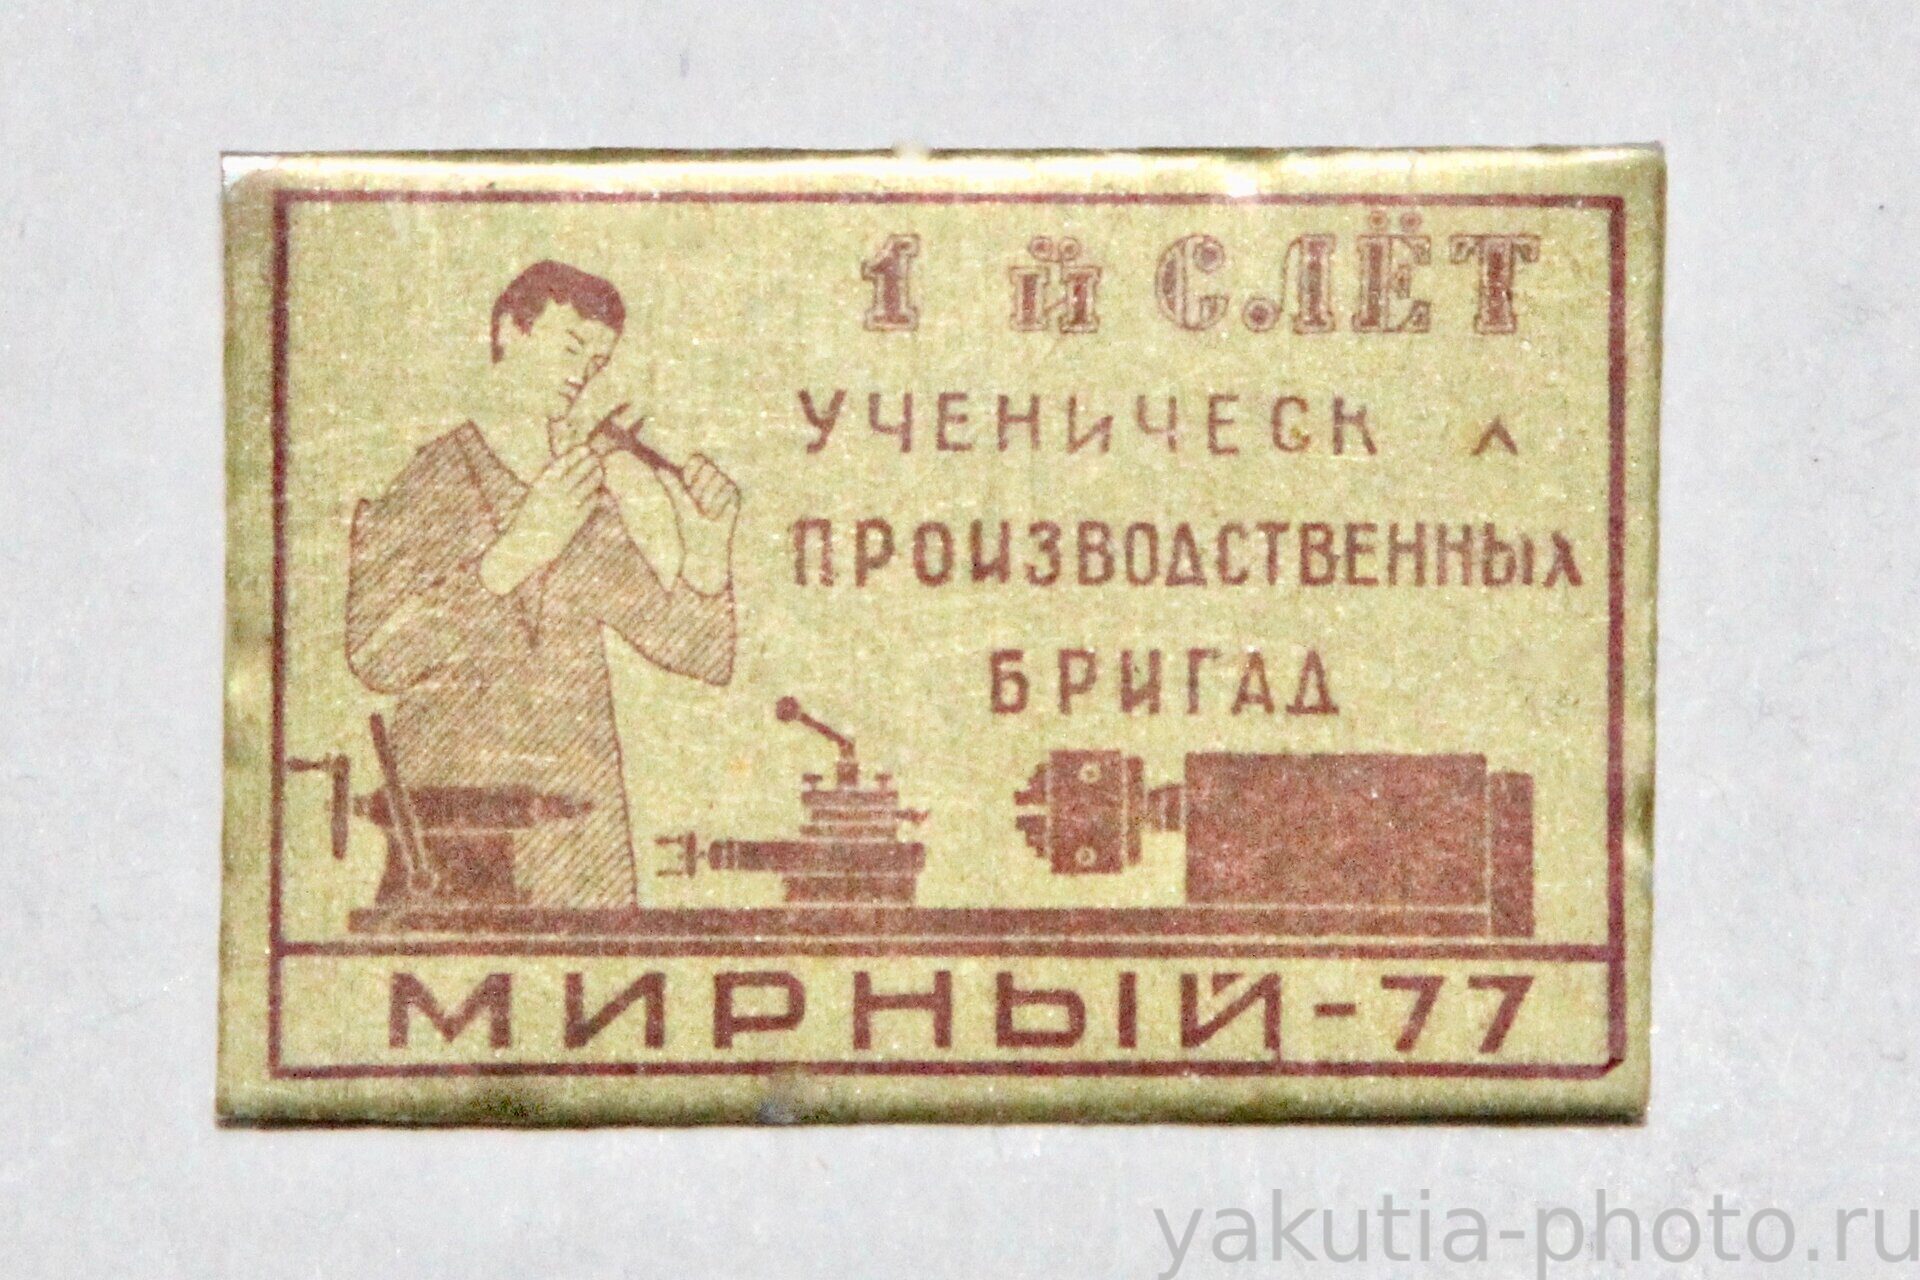 1 й СЛЁТ
УЧЕНИЧЕСК
ПРОИЗВОДСТВЕННЫХ
БРИГАД
МИРНЫЙ-77
yakutia-photo.ru